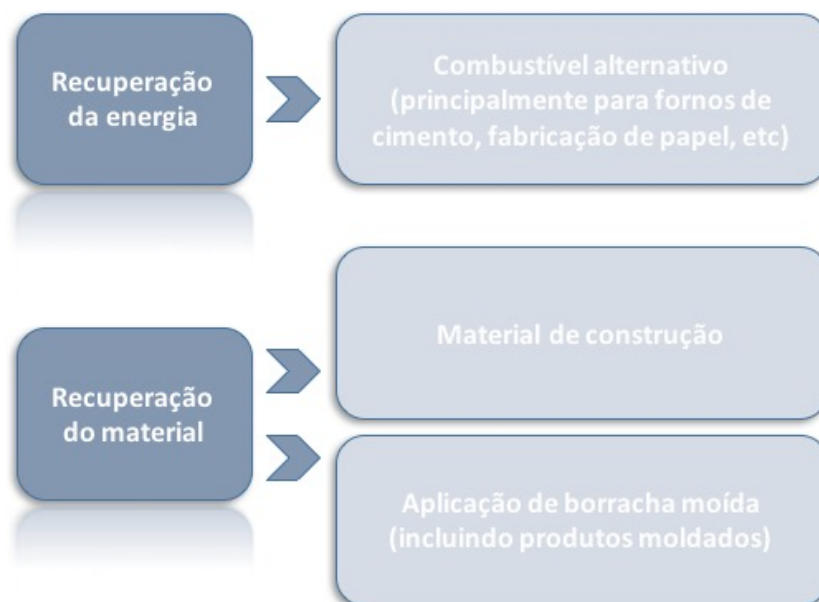 Recuperação
da energia
Combustível alternativo
(principalmente para fornos de
cimento, fabricação de papel, etc)
Recuperação
do material
Material de construção
Aplicação de borracha moída
(incluindo produtos moldados)